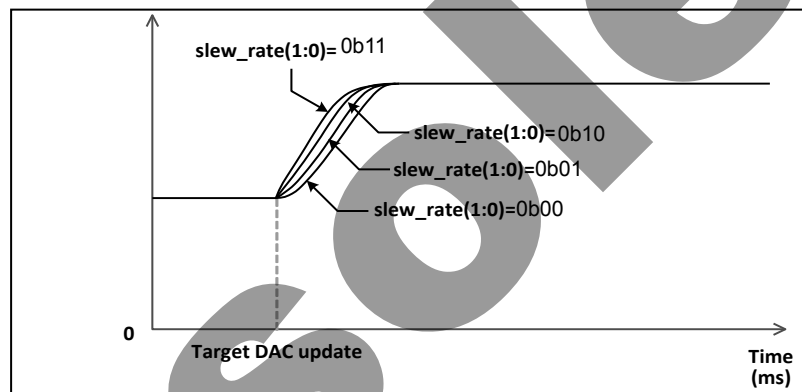 slew_rate(1:0)= 0b11
slew_rate(1:0)=0b10
slew_rate(1:0)=0b01
slew_rate(1:0)=0b00
0
Target DAC update
Time
(ms)